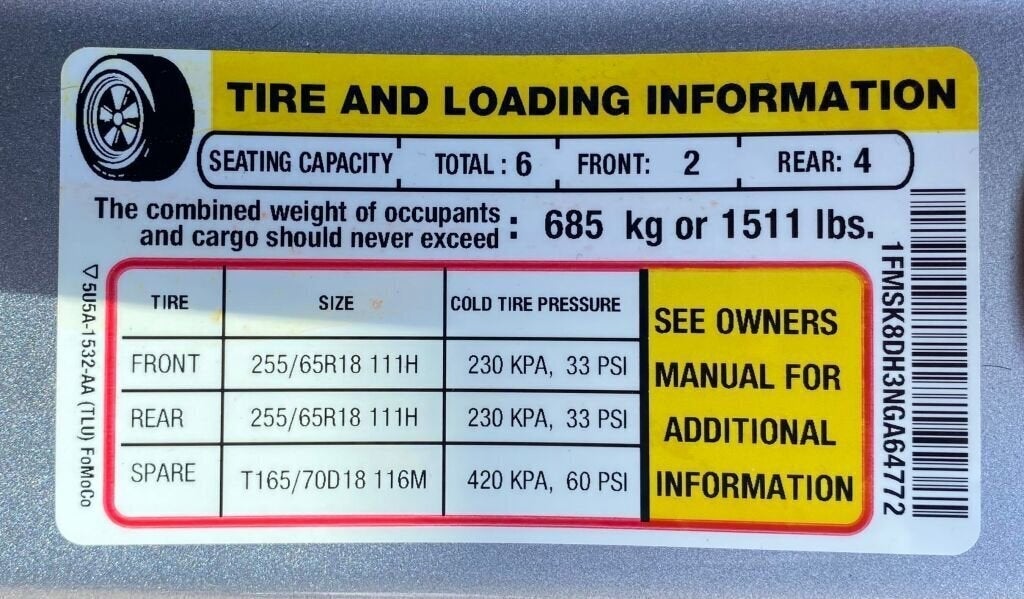 TIRE AND LOADING INFORMATION
SEATING CAPACITY TOTAL : 6 FRONT: 2 REAR: 4
The combined weight of occupants
and cargo should never exceed : 685 kg or 1511 lbs.
TIRE SIZE COLD TIRE PRESSURE
FRONT 255/65R18 111H 230 KPA, 33 PSI
REAR 255/65R18 111H 230 KPA, 33 PSI
SPARE T165/70D18 116M 420 KPA, 60 PSI
SEE OWNERS
MANUAL FOR
ADDITIONAL
INFORMATION
5U5A-1532-AA (TLU) FoMoCo
1FMSK8DH3NGA64772